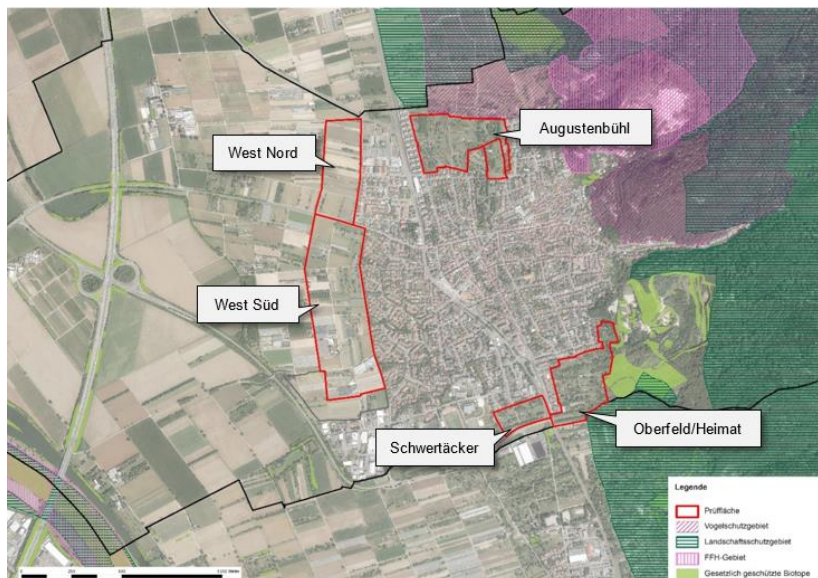 Augustenbühl
West Nord
West Süd
Oberfeld/Heimat
Schwertäcker
Legende
Prüffläche
Vogelschutzgebiet
Landschaftsschutzgebiet
FFH-Gebiet
Gesetzlich geschützte Biotope